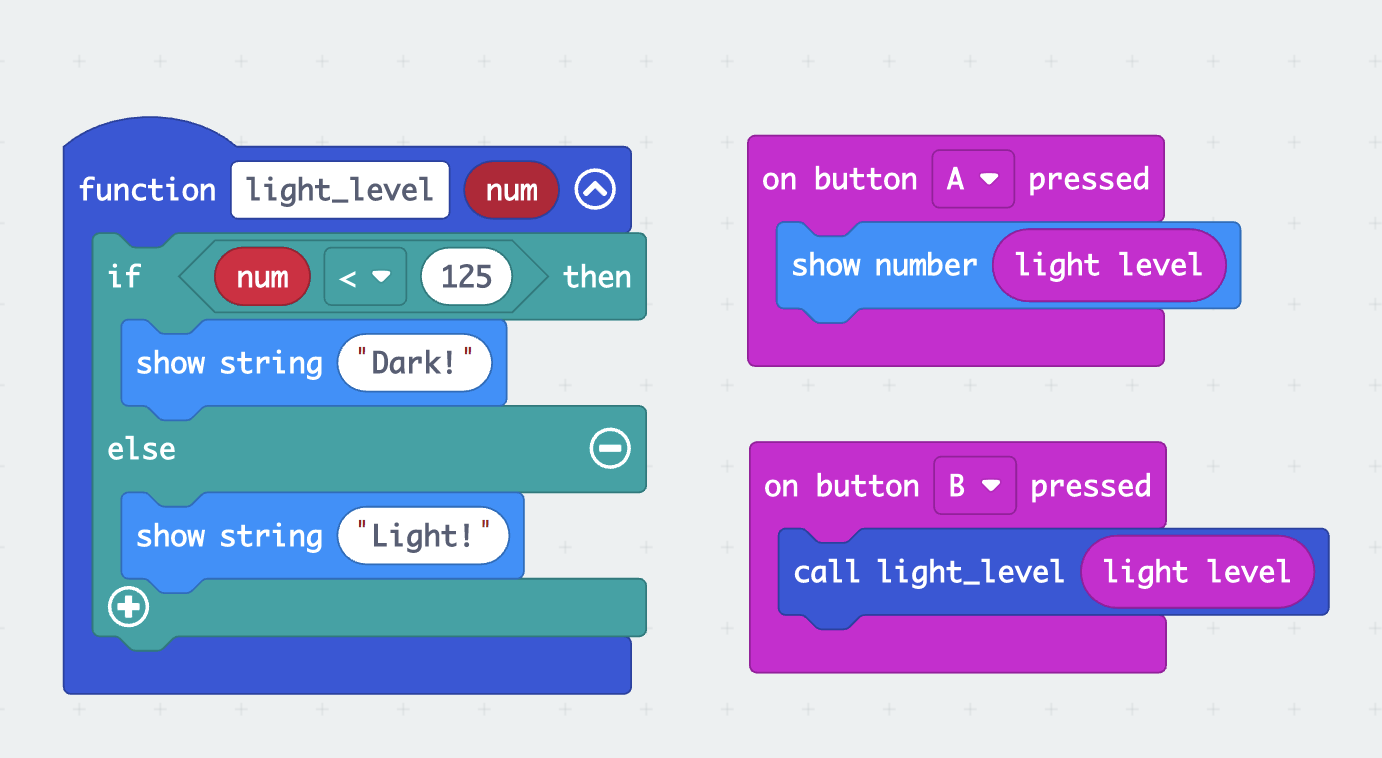 function light_level num
if num < 125 then
show string "Dark!"
else
show string "Light!"
on button A pressed
show number light level
on button B pressed
call light_level light level